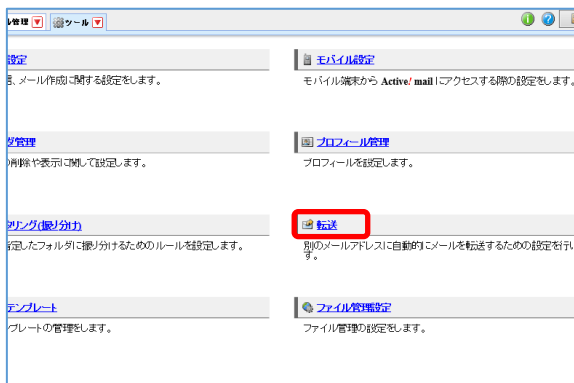 ル管理 ツール
設定
モバイル設定
、メール作成に関する設定をします。
モバイル端末から Active! mail にアクセスする際の設定をします。
ダ管理
プロフィール管理
の削除や表示に関して設定します。
プロフィールを設定します。
タリング(振り分け)
転送
指定したフォルダに振り分けるためのルールを設定します。
別のメールアドレスに自動的にメールを転送するための設定を行い
す。
テンプレート
ファイル管理設定
プレートの管理をします。
ファイル管理の設定をします。